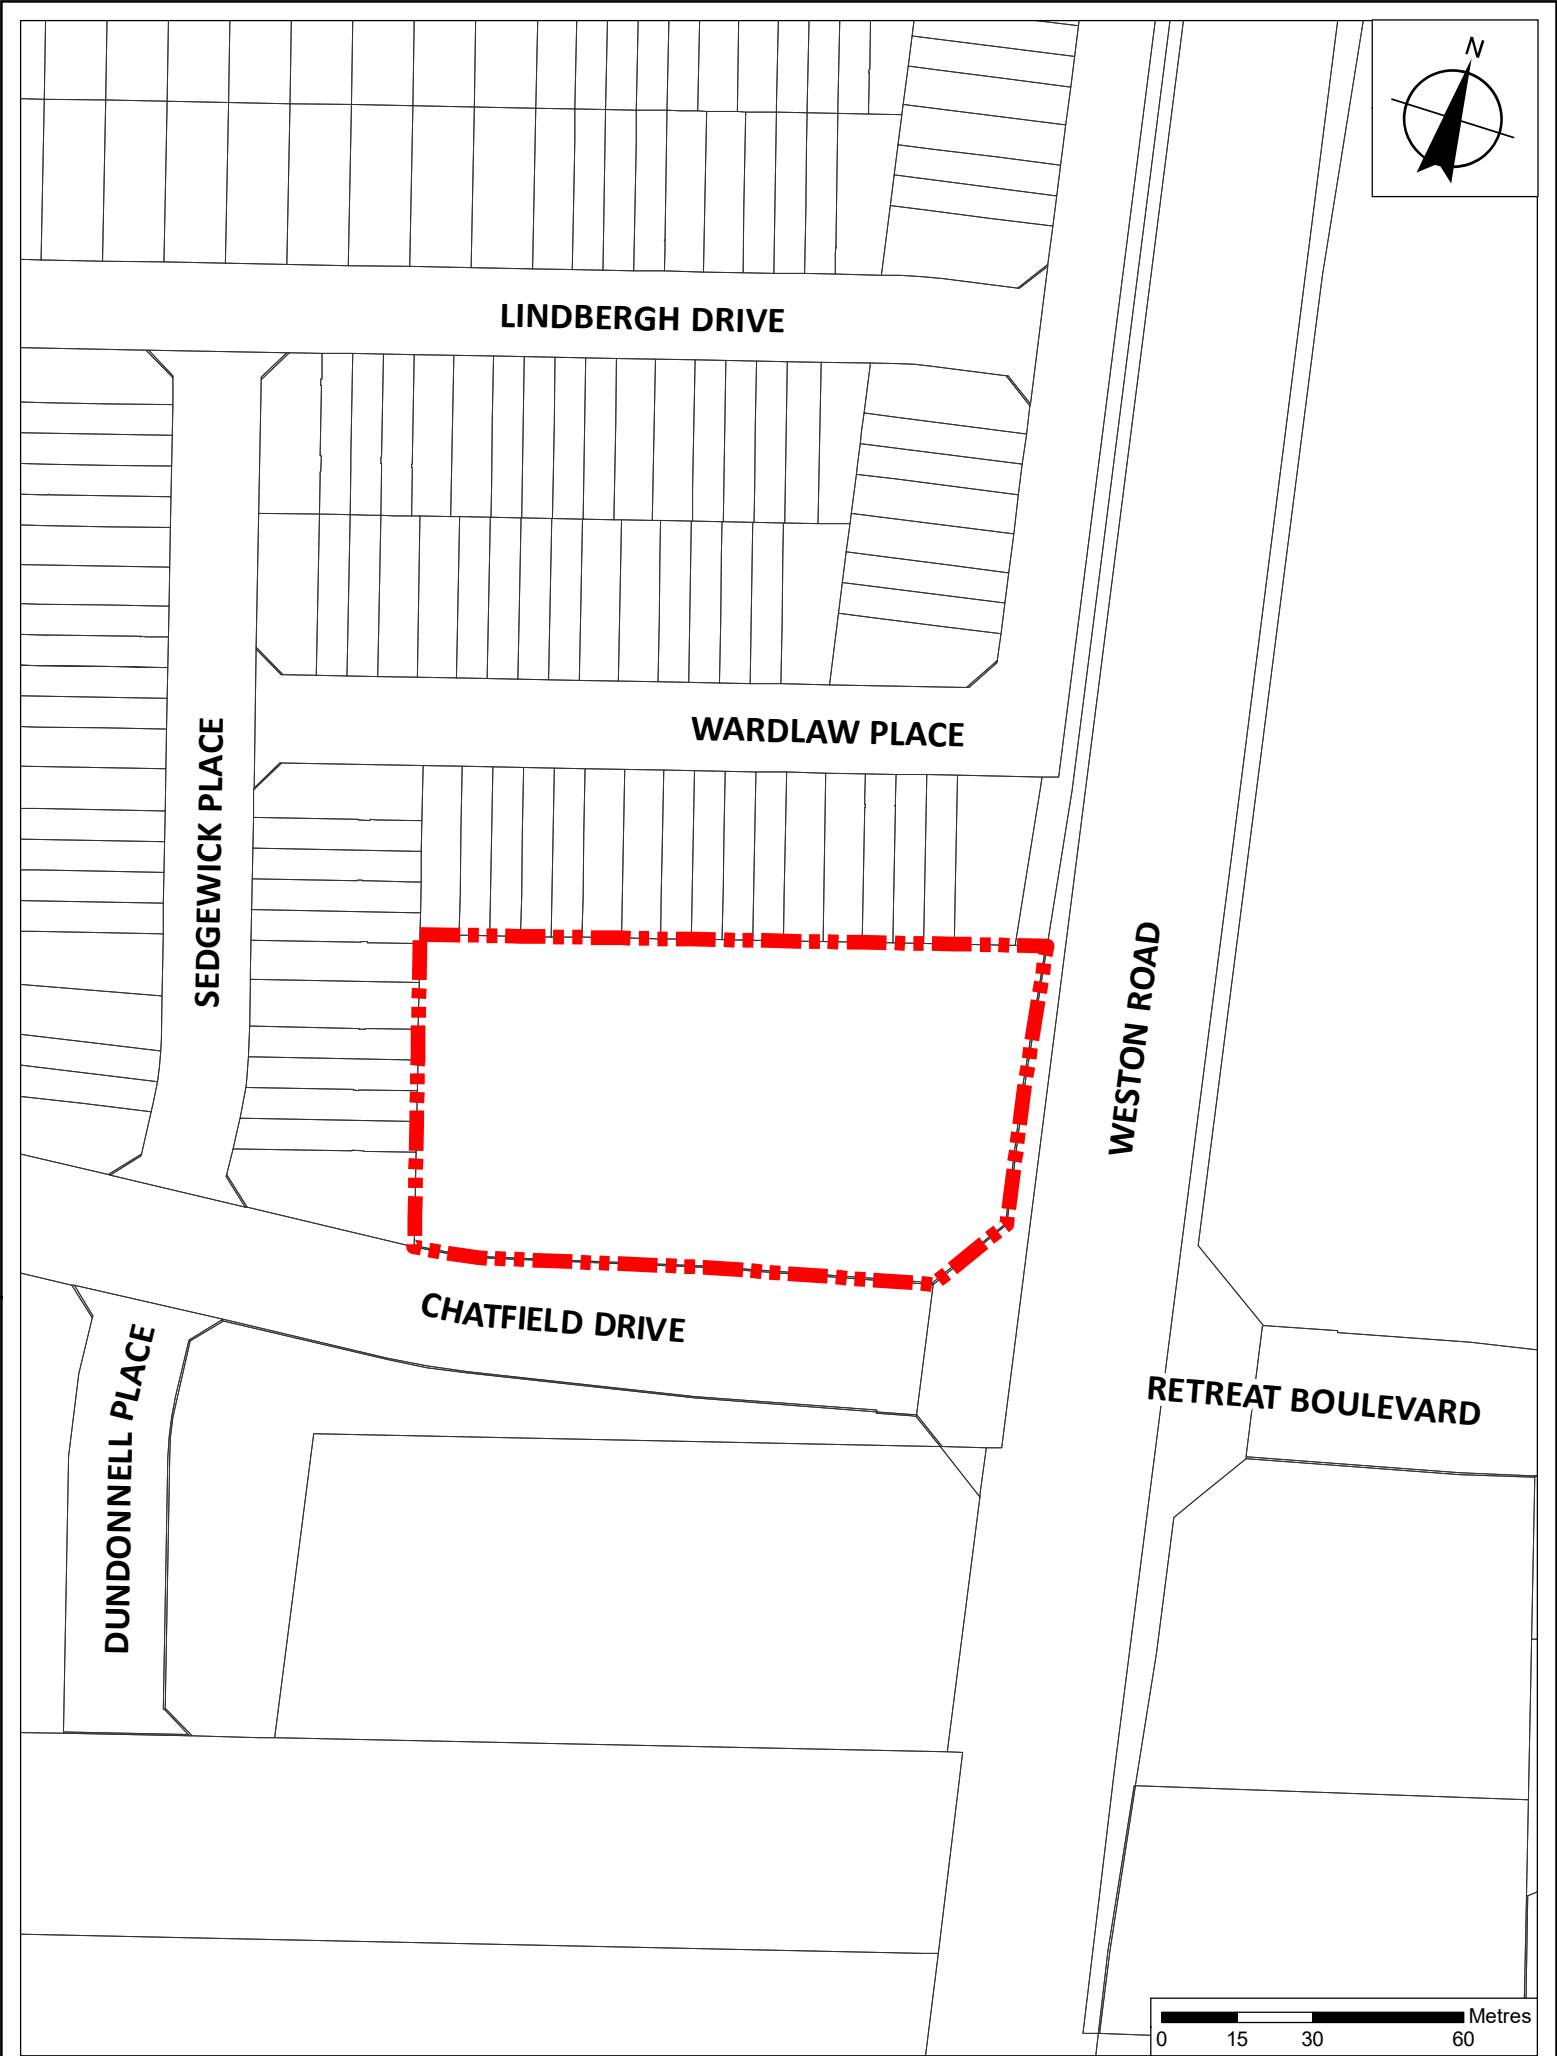 N
LINDBERGH DRIVE
WARDLAW PLACE
SEDGEWICK PLACE
WESTON ROAD
CHATFIELD DRIVE
DUNDONNELL PLACE
RETREAT BOULEVARD
Metres
0 15 30 60